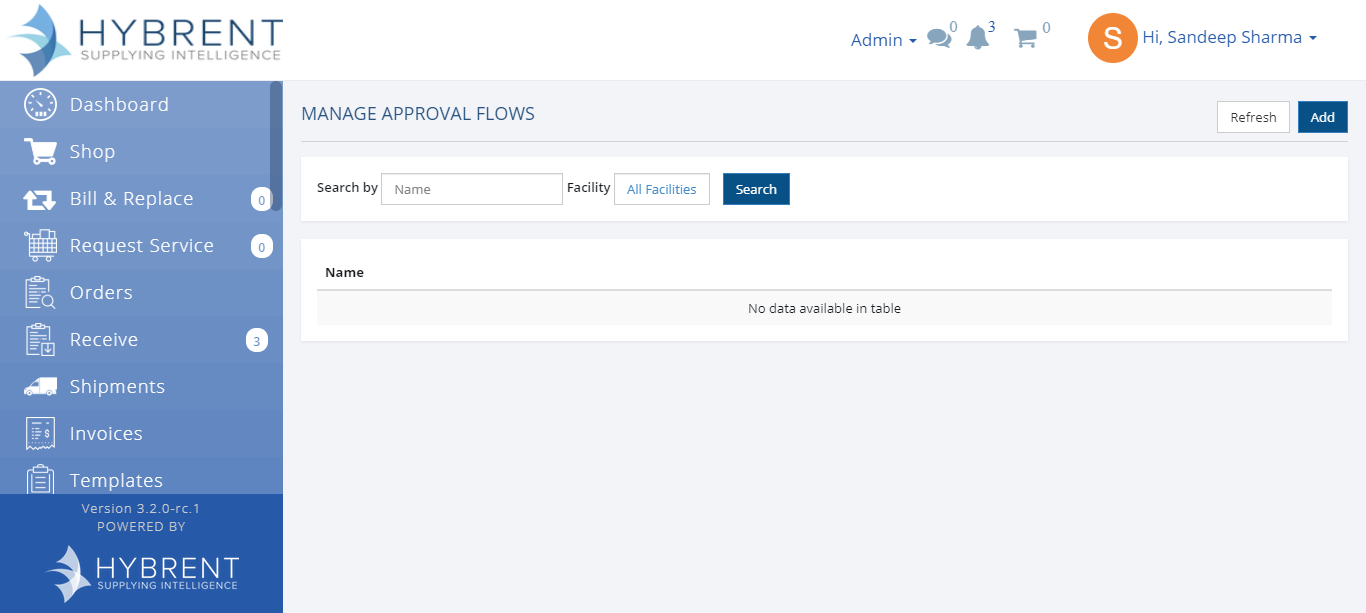 HYBRENT
SUPPLYING INTELLIGENCE
Admin 0 3 0 S Hi, Sandeep Sharma
Dashboard
Shop
Bill & Replace 0
Request Service 0
Orders
Receive 3
Shipments
Invoices
Templates
Version 3.2.0-rc.1
POWERED BY
HYBRENT
SUPPLYING INTELLIGENCE
MANAGE APPROVAL FLOWS Refresh Add
Search by Name Facility All Facilities Search
Name
No data available in table